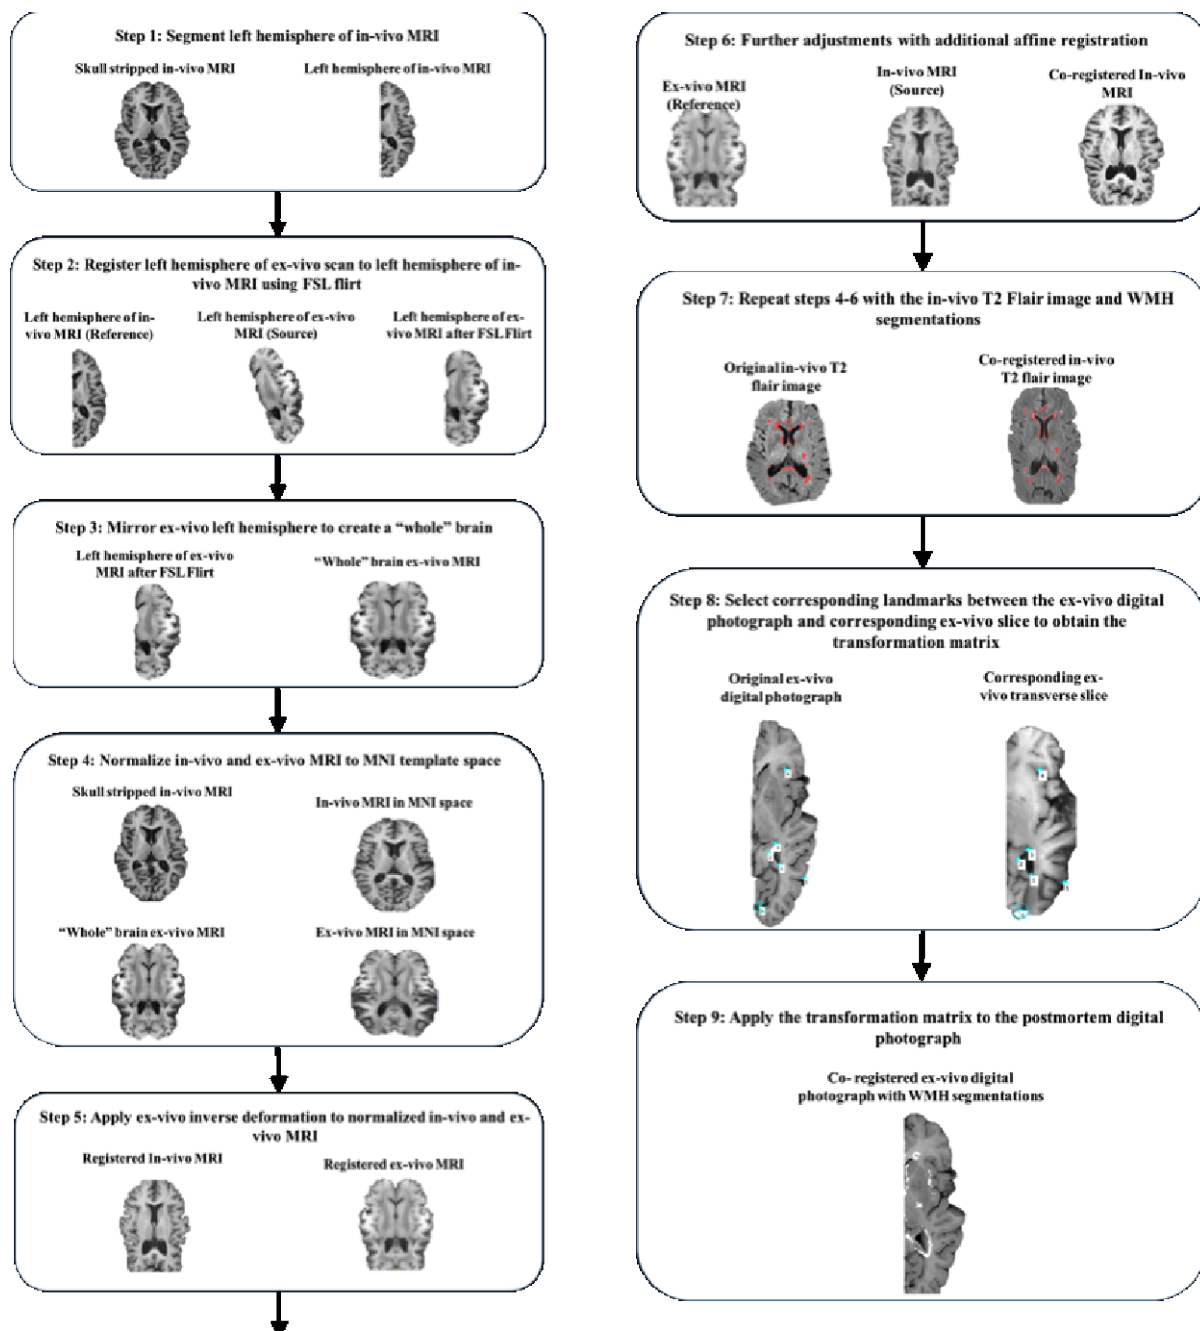 Step 1: Segment left hemisphere of in-vivo MRI
Skull stripped in-vivo MRI
Left hemisphere of in-vivo MRI
Step 2: Register left hemisphere of ex-vivo scan to left hemisphere of in-
vivo MRI using FSL flirt
Left hemisphere of in-
vivo MRI (Reference)
Left hemisphere of ex-vivo
MRI (Source)
Left hemisphere of ex-
vivo MRI after FSL Flirt
Step 3: Mirror ex-vivo left hemisphere to create a “whole” brain
Left hemisphere of ex-vivo
MRI after FSL Flirt
“Whole” brain ex-vivo MRI
Step 4: Normalize in-vivo and ex-vivo MRI to MNI template space
Skull stripped in-vivo MRI
In-vivo MRI in MNI space
“Whole” brain ex-vivo MRI
Ex-vivo MRI in MNI space
Step 5: Apply ex-vivo inverse deformation to normalized in-vivo and ex-
vivo MRI
Registered In-vivo MRI
Registered ex-vivo MRI
Step 6: Further adjustments with additional affine registration
Ex-vivo MRI
(Reference)
In-vivo MRI
(Source)
Co-registered In-vivo
MRI
Step 7: Repeat steps 4-6 with the in-vivo T2 Flair image and WMH
segmentations
Original in-vivo T2
flair image
Co-registered in-vivo
T2 flair image
Step 8: Select corresponding landmarks between the ex-vivo digital
photograph and corresponding ex-vivo slice to obtain the
transformation matrix
Original ex-vivo
digital photograph
Corresponding ex-
vivo transverse slice
Step 9: Apply the transformation matrix to the postmortem digital
photograph
Co- registered ex-vivo digital
photograph with WMH segmentations